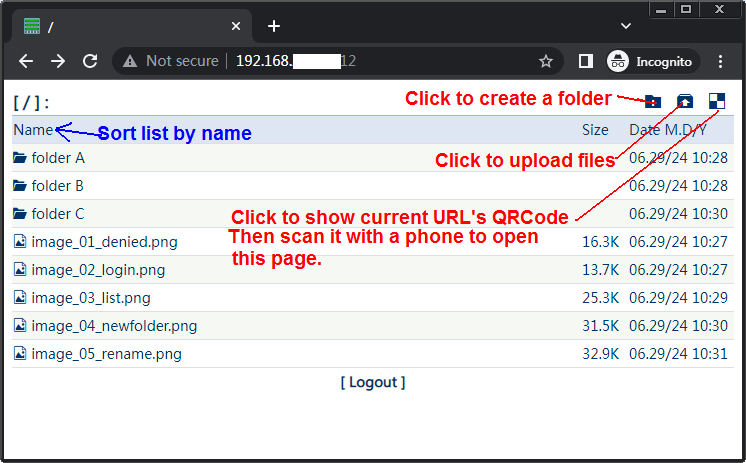 /
Not secure 192.168. 12
Incognito
[ / ] :
Click to create a folder
Name
Sort list by name
Size Date M.D/Y
folder A 06.29/24 10:28
Click to upload files
folder B 06.29/24 10:28
folder C 06.29/24 10:30
Click to show current URL's QRCode
Then scan it with a phone to open
this page.
image_01_denied.png 16.3K 06.29/24 10:27
image_02_login.png 13.7K 06.29/24 10:27
image_03_list.png 25.3K 06.29/24 10:29
image_04_newfolder.png 31.5K 06.29/24 10:30
image_05_rename.png 32.9K 06.29/24 10:31
[ Logout ]